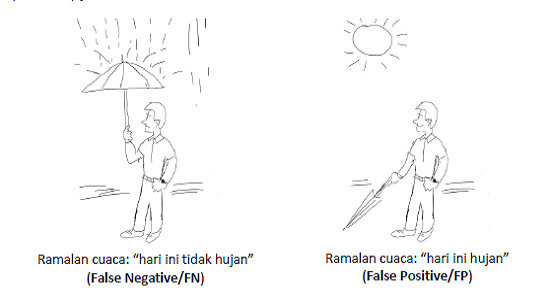 Ramalan cuaca: “hari ini tidak hujan”
(False Negative/FN)
Ramalan cuaca: “hari ini hujan”
(False Positive/FP)